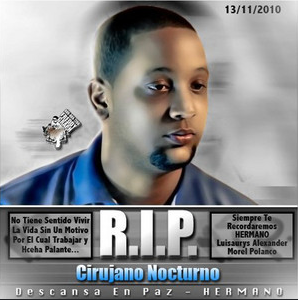 13/11/2010
No Tiene Sentido Vivir
La Vida Sin Un Motivo
Por El Cual Trabajar y
Hecha Palante...
R.I.P.
Siempre Te
Recordaremos
HERMANO
Luisaurys Alexander
Morel Polanco
Cirujano Nocturno
Descansa En Paz - HERMANO